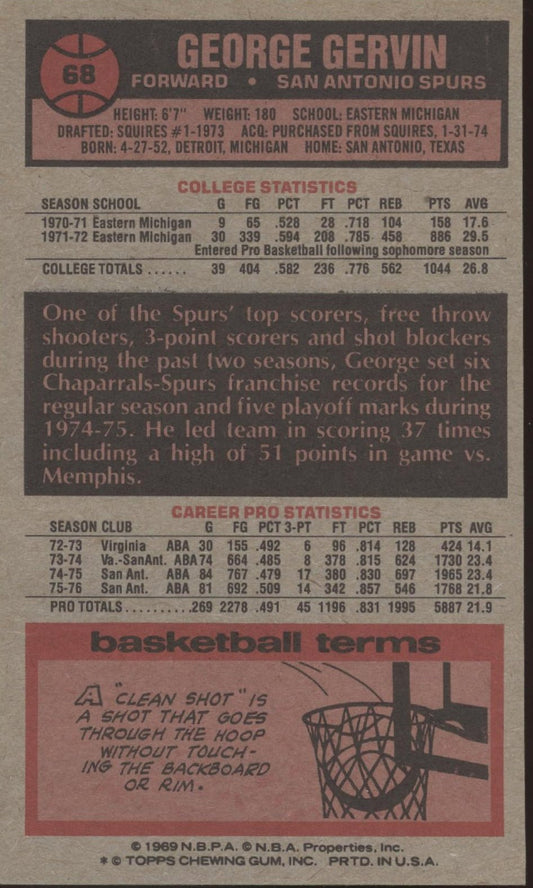 68
GEORGE GERVIN
FORWARD • SAN ANTONIO SPURS
HEIGHT: 6'7" WEIGHT: 180 SCHOOL: EASTERN MICHIGAN
DRAFTED: SQUIRES #1-1973 ACQ: PURCHASED FROM SQUIRES, 1-31-74
BORN: 4-27-52, DETROIT, MICHIGAN HOME: SAN ANTONIO, TEXAS
COLLEGE STATISTICS
SEASON SCHOOL G FG PCT FT PCT REB PTS AVG
1970-71 Eastern Michigan 9 65 .528 28 .718 104 158 17.6
1971-72 Eastern Michigan 30 339 .594 208 .785 458 886 29.5
Entered Pro Basketball following sophomore season
COLLEGE TOTALS ...... 39 404 .582 236 .776 562 1044 26.8
One of the Spurs' top scorers, free throw
shooters, 3-point scorers and shot blockers
during the past two seasons, George set six
Chaparrals-Spurs franchise records for the
regular season and five playoff marks during
1974-75. He led team in scoring 37 times
including a high of 51 points in game vs.
Memphis.
CAREER PRO STATISTICS
SEASON CLUB G FG PCT 3-PT FT PCT REB PTS AVG
72-73 Virginia ABA 30 155 .492 6 96 .814 128 424 14.1
73-74 Va.-SanAnt. ABA 74 664 .485 8 378 .815 624 1730 23.4
74-75 San Ant. ABA 84 767 .479 17 380 .830 697 1965 23.4
75-76 San Ant. ABA 81 692 .509 14 342 .857 546 1768 21.8
PRO TOTALS.......... 269 2278 .491 45 1196 .831 1995 5887 21.9
basketball terms
A "CLEAN SHOT" IS
A SHOT THAT GOES
THROUGH THE HOOP
WITHOUT TOUCH-
ING THE BACKBOARD
OR RIM.
© 1969 N.B.P.A. © N.B.A. Properties, Inc.
* © TOPPS CHEWING GUM, INC. PRTD. IN U.S.A.